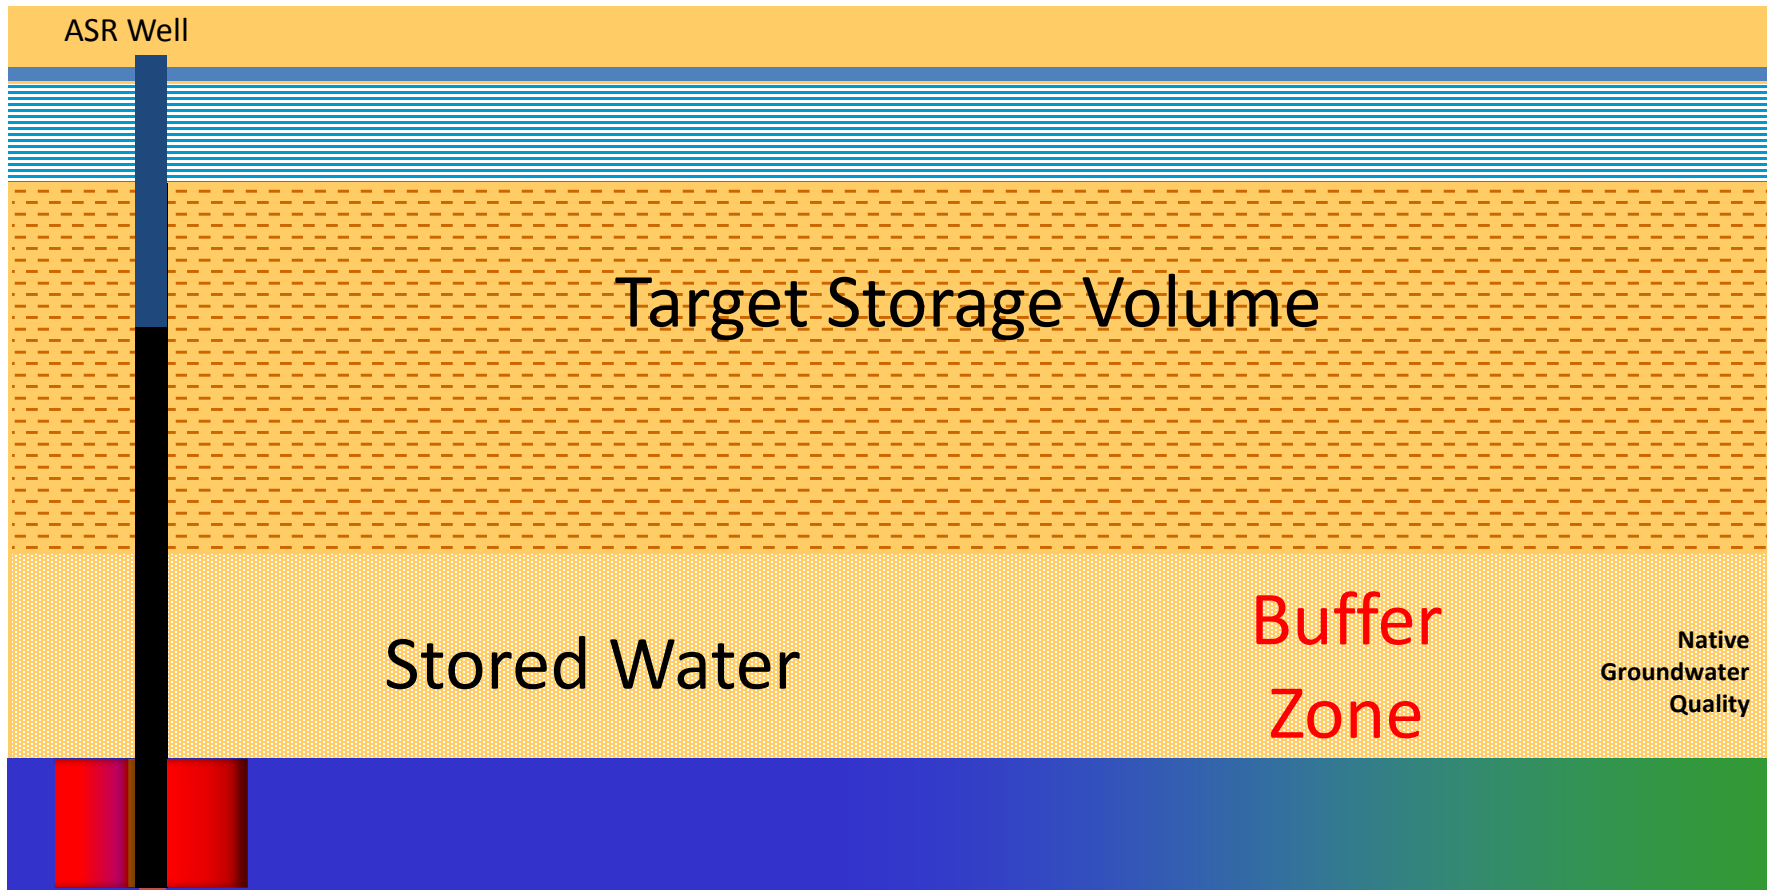 ASR Well
Target Storage Volume
Stored Water
Buffer
Zone
Native
Groundwater
Quality